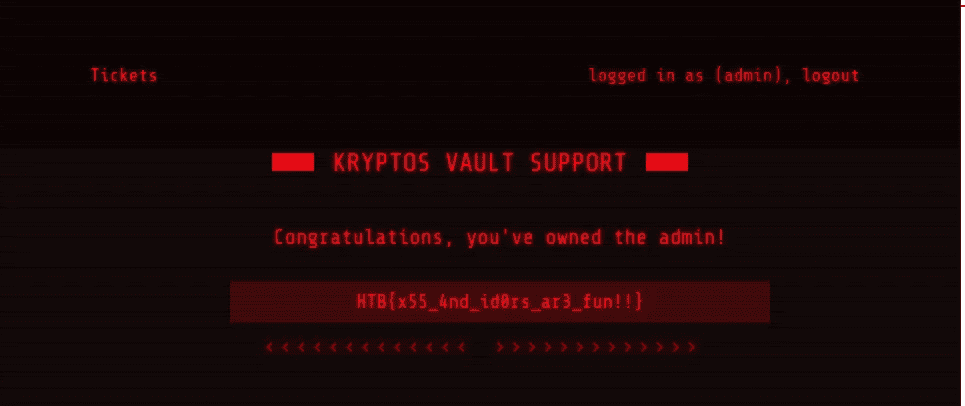 Tickets
logged in as (admin), logout
KRYPTOS VAULT SUPPORT
Congratulations, you've owned the admin!
HTB{x55_4nd_id0rs_ar3_fun!!}
<<<<<<<<<<<<< >>>>>>>>>>>>>